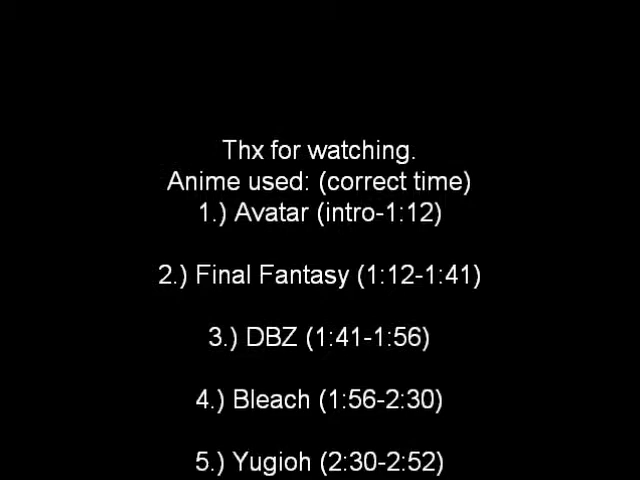 Thx for watching.
Anime used: (correct time)
1.) Avatar (intro-1:12)
2.) Final Fantasy (1:12-1:41)
3.) DBZ (1:41-1:56)
4.) Bleach (1:56-2:30)
5.) Yugioh (2:30-2:52)